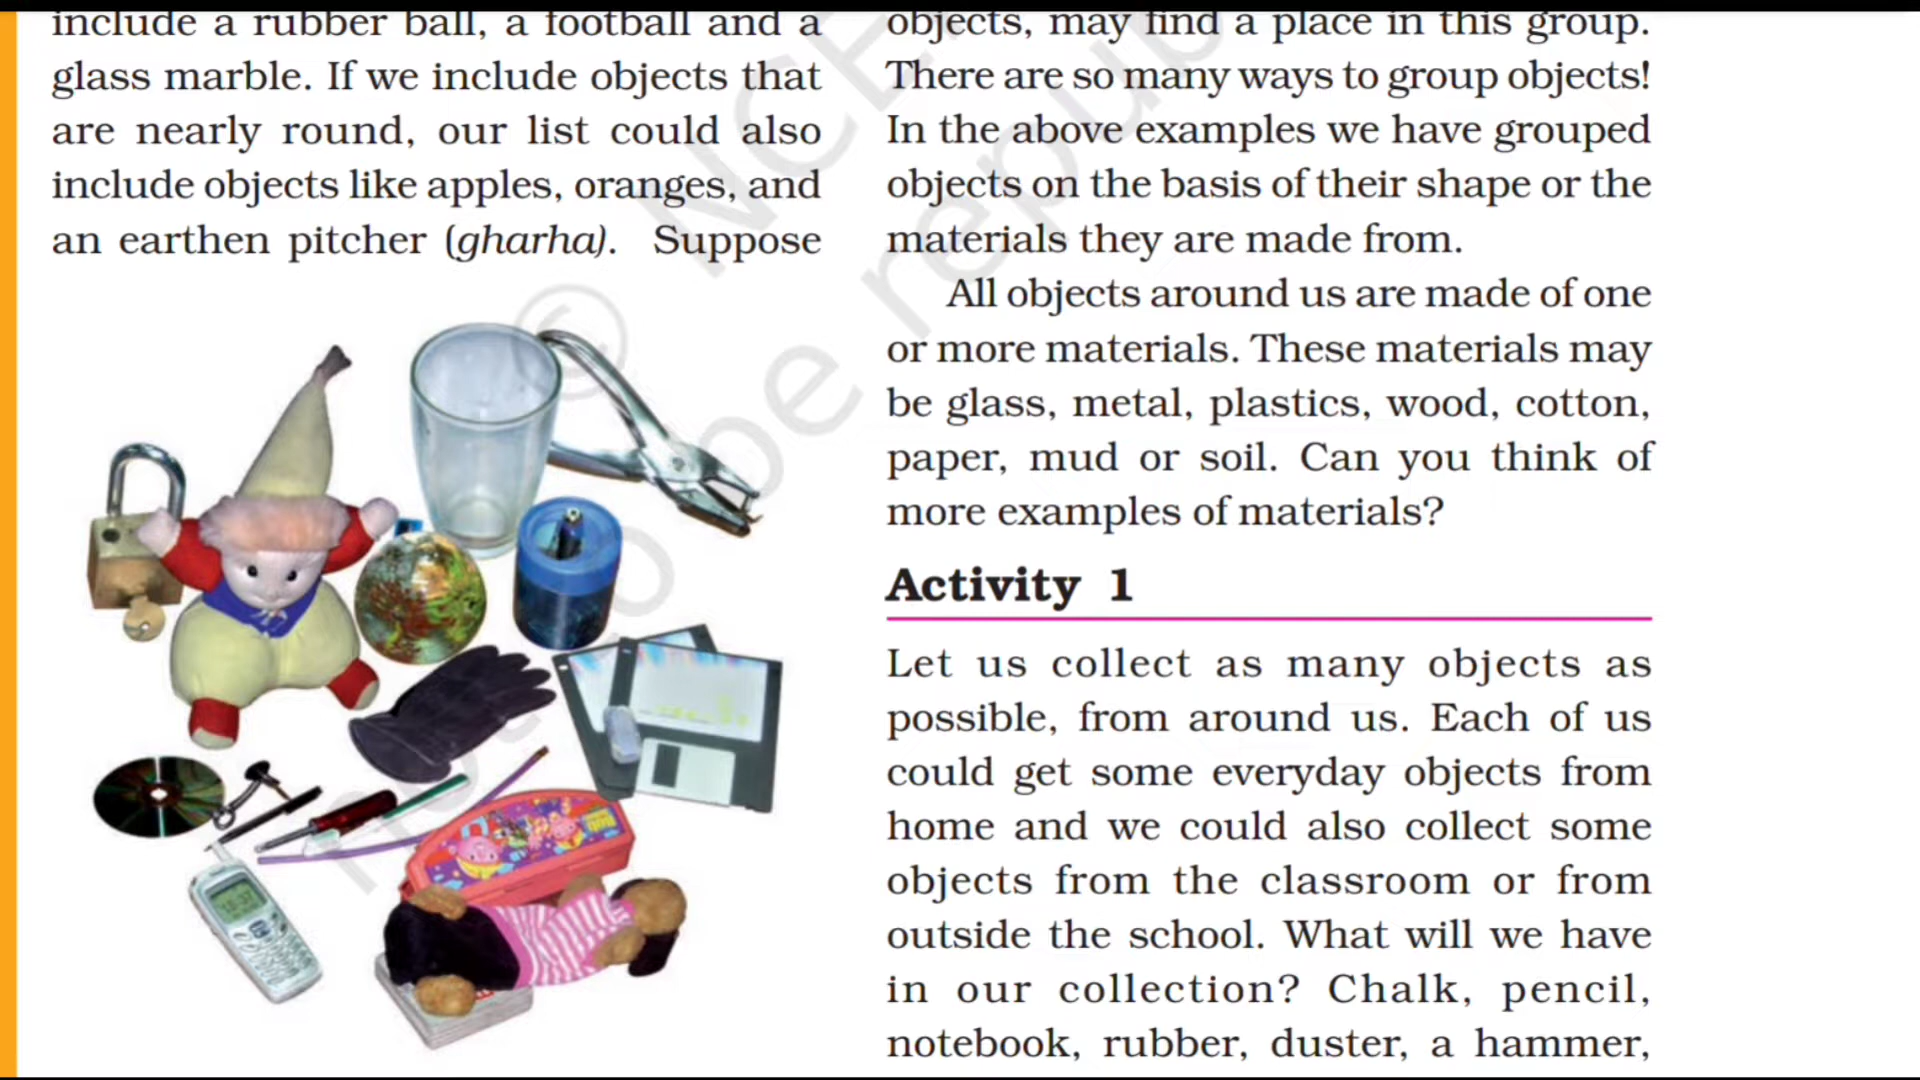 include a rubber ball, a football and a
glass marble. If we include objects that
are nearly round, our list could also
include objects like apples, oranges, and
an earthen pitcher (gharha). Suppose
objects, may find a place in this group.
There are so many ways to group objects!
In the above examples we have grouped
objects on the basis of their shape or the
materials they are made from.
All objects around us are made of one
or more materials. These materials may
be glass, metal, plastics, wood, cotton,
paper, mud or soil. Can you think of
more examples of materials?
Activity 1
Let us collect as many objects as
possible, from around us. Each of us
could get some everyday objects from
home and we could also collect some
objects from the classroom or from
outside the school. What will we have
in our collection? Chalk, pencil,
notebook, rubber, duster, a hammer,